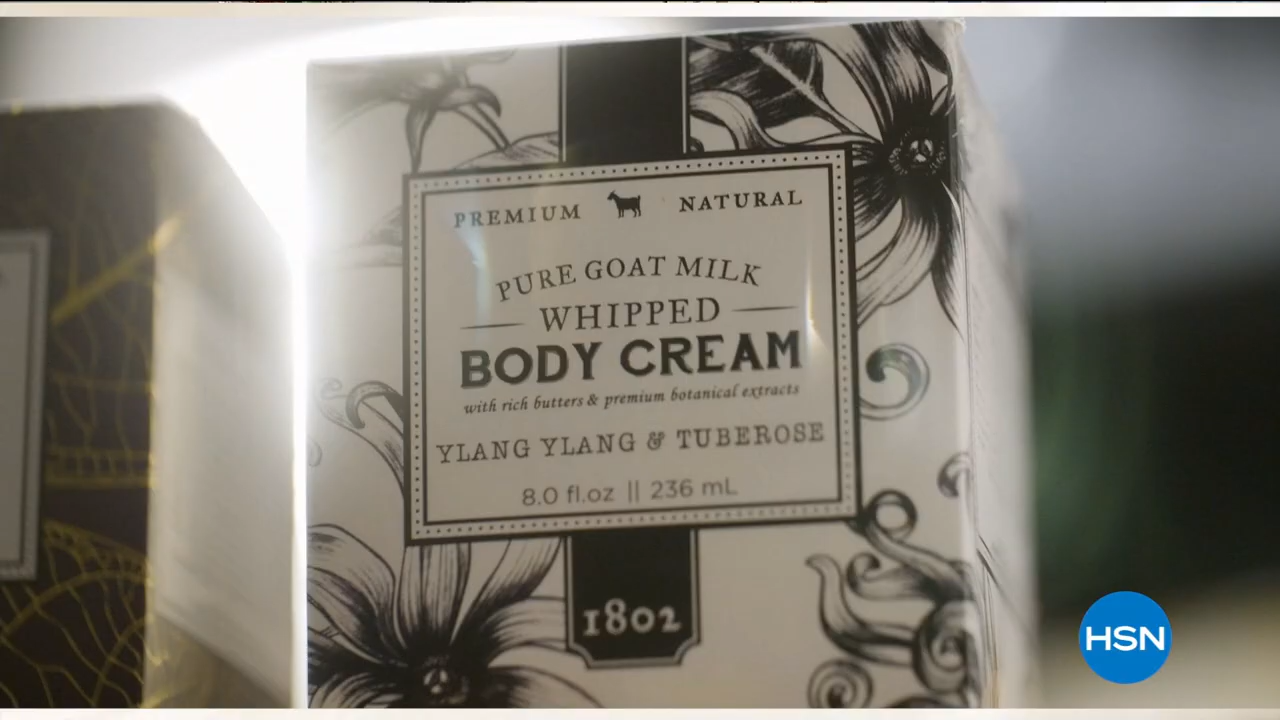 PREMIUM NATURAL
PURE GOAT MILK
WHIPPED
BODY CREAM
with rich butters & premium botanical extracts
YLANG YLANG & TUBEROSE
8.0 fl.oz || 236 mL
1802
HSN